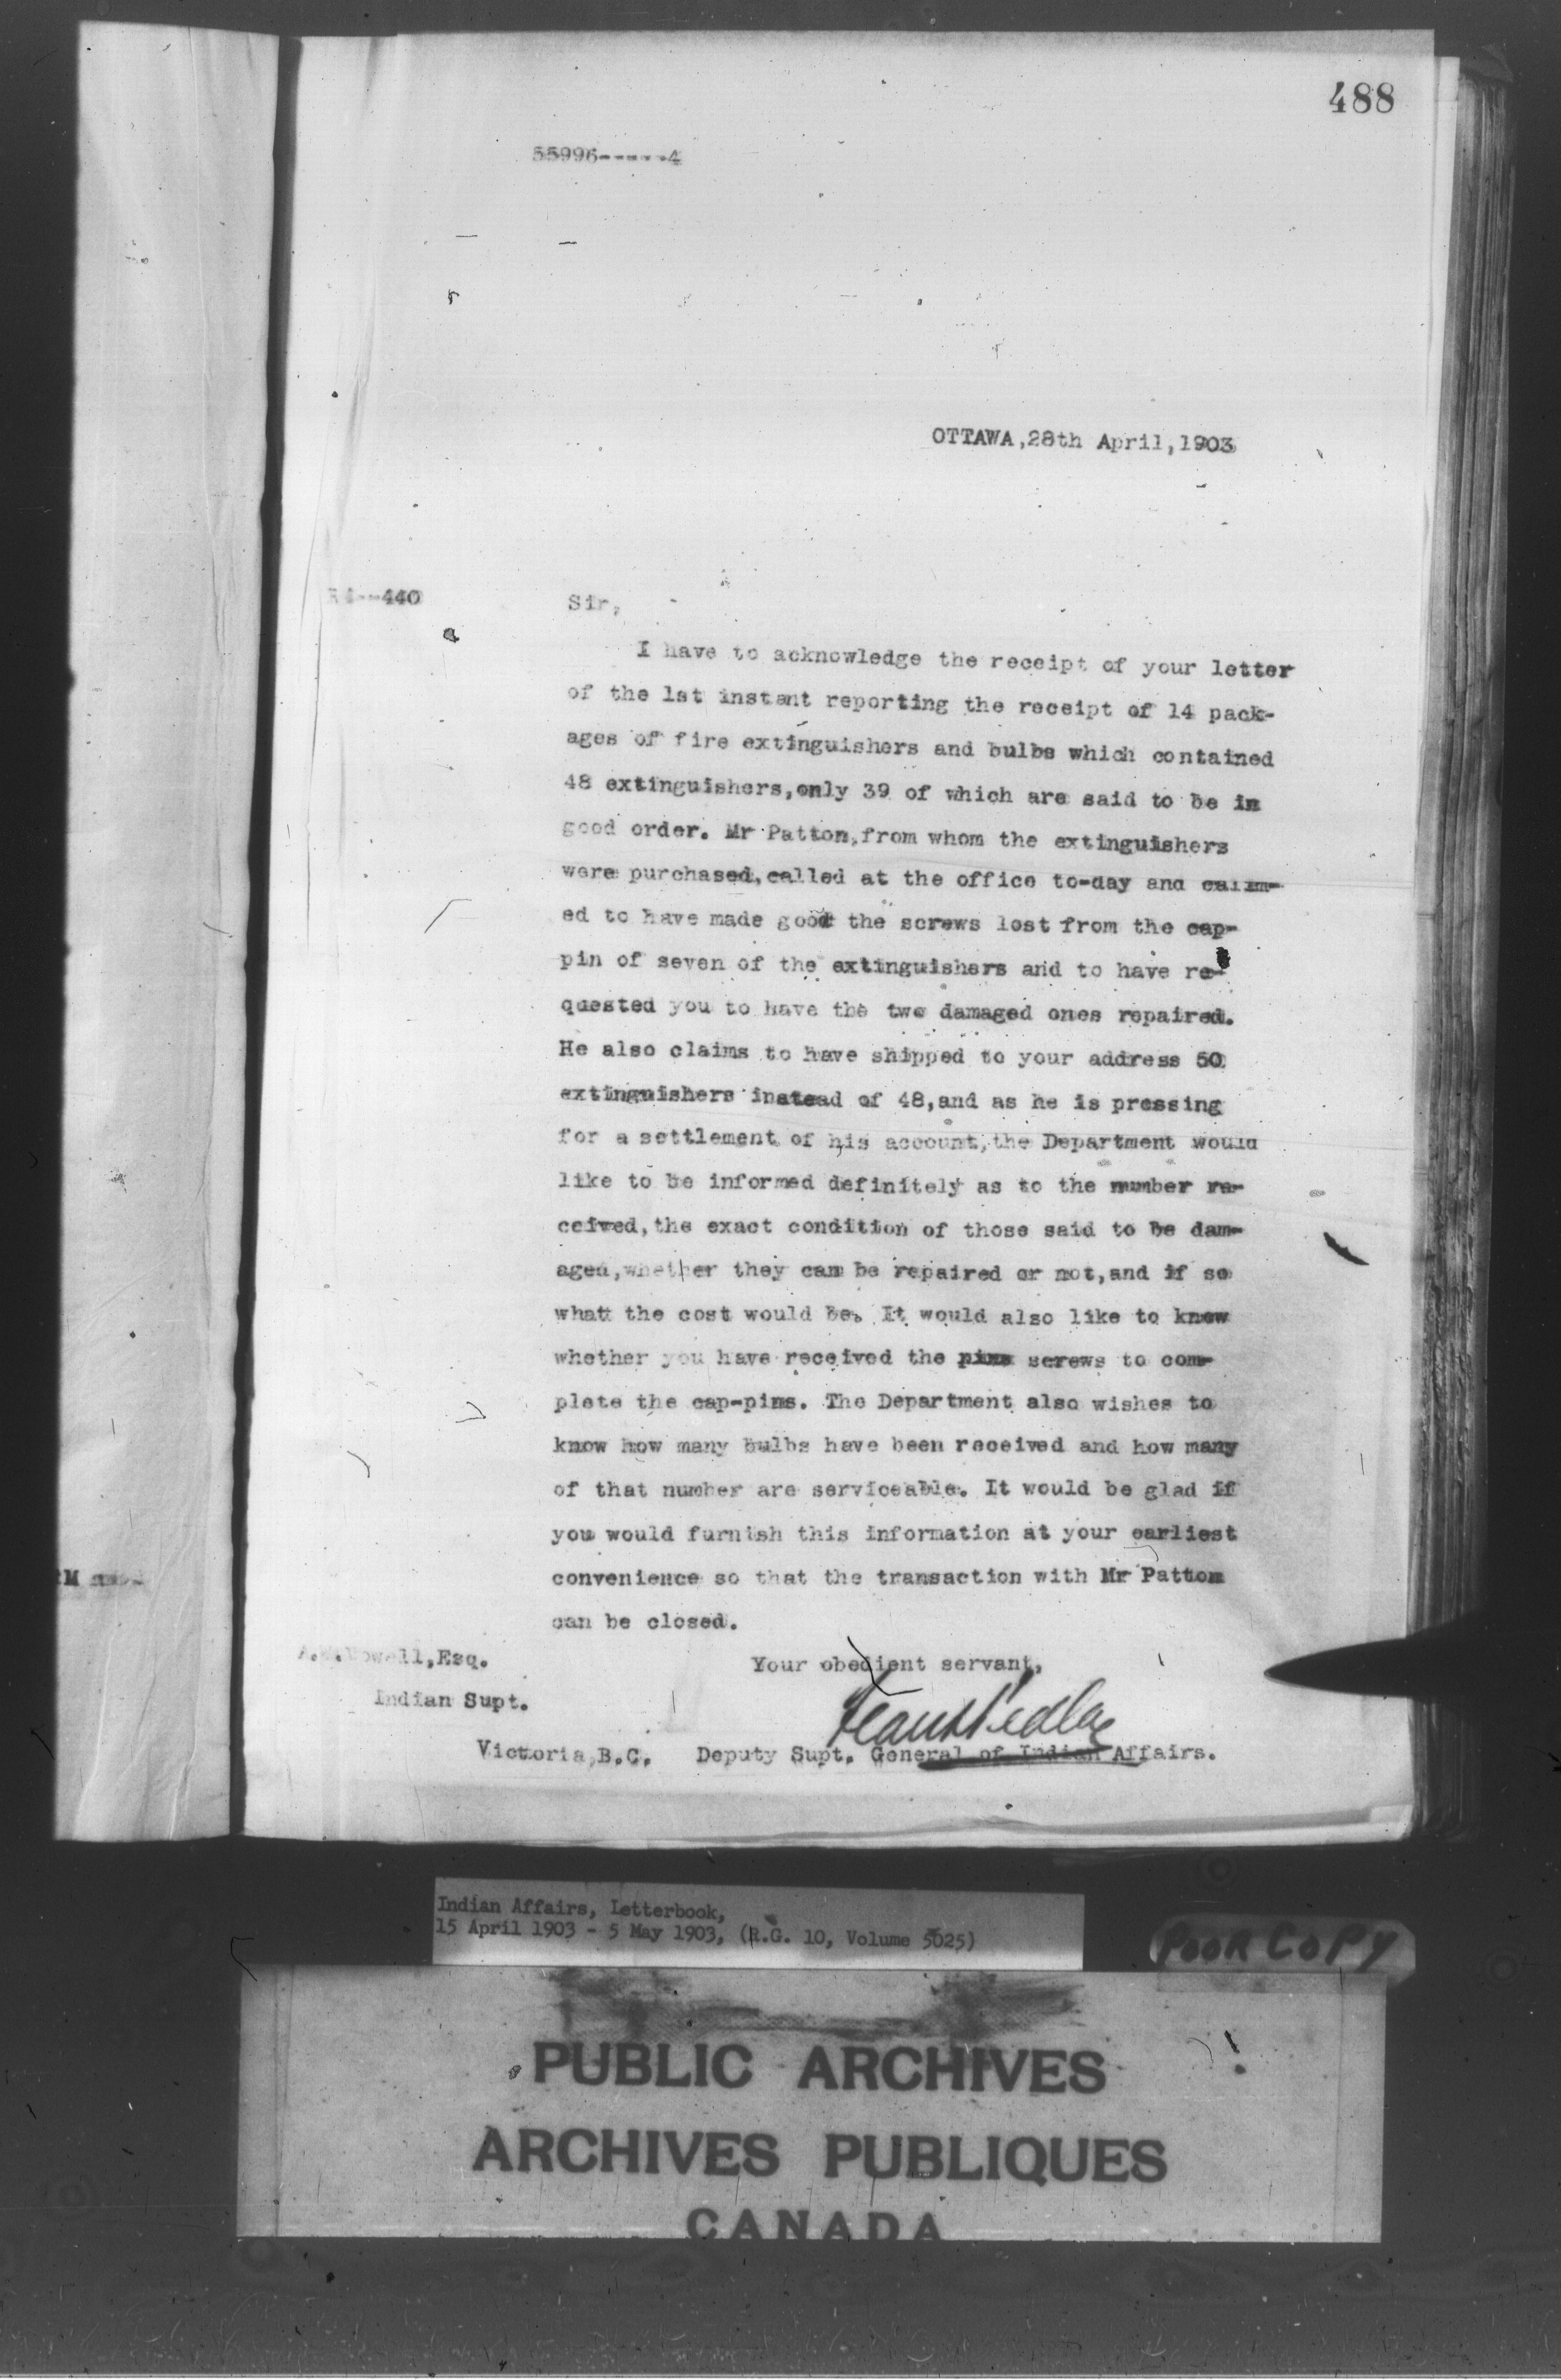 488
55996------4
OTTAWA,28th April,1903
--440
Sir,
I have to acknowledge the receipt of your letter
of the 1st instant reporting the receipt of 14 pack-
ages of fire extinguishers and bulbs which contained
48 extinguishers,only 39 of which are said to be in
good order. Mr Patton,from whom the extinguishers
were purchased,called at the office to-day and calim-
ed to have made good the screws lost from the cap-
pin of seven of the extinguishers and to have re-
quested you to have the two damaged ones repaired.
He also claims to have shipped to your address 50
extinguishers instead of 48,and as he is pressing
for a settlement of his account,the Department would
like to be informed definitely as to the number re-
ceived,the exact condition of those said to be dam-
aged,whether they can be repaired or not,and if so
what the cost would be. It would also like to know
whether you have received the pins screws to com-
plete the cap-pins. The Department also wishes to
know how many bulbs have been received and how many
of that number are serviceable. It would be glad if
you would furnish this information at your earliest
convenience so that the transaction with Mr Patton
can be closed.
A.W.Vowell,Esq.
Your obedient servant,
Indian Supt.
Frank Pedley
Victoria,B.C. Deputy Supt. General of Indian Affairs.
Indian Affairs, Letterbook,
15 April 1903 - 5 May 1903, (R.G. 10, Volume 5025)
POOR COPY
PUBLIC ARCHIVES
ARCHIVES PUBLIQUES
CANADA